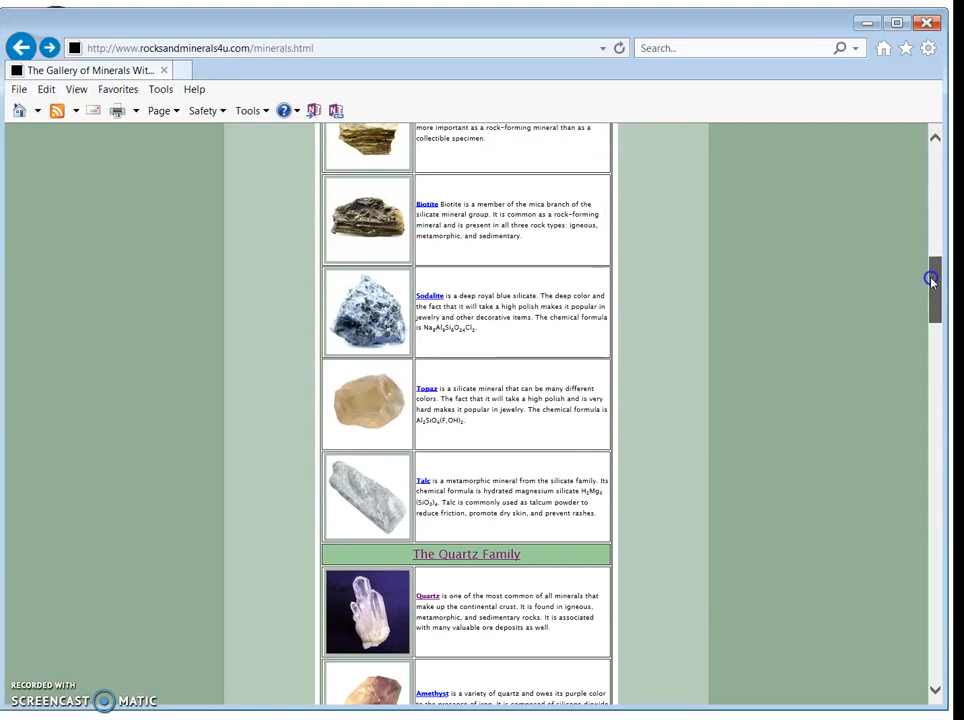 http://www.rocksandminerals4u.com/minerals.html
Search...
The Gallery of Minerals Wit...
File Edit View Favorites Tools Help
Page Safety Tools
more important as a rock-forming mineral than as a
collectible specimen.
Biotite Biotite is a member of the mica branch of the
silicate mineral group. It is common as a rock-forming
mineral and is present in all three rock types: igneous,
metamorphic, and sedimentary.
Sodalite is a deep royal blue silicate. The deep color and
the fact that it will take a high polish makes it popular in
jewelry and other decorative items. The chemical formula
Topaz is a silicate mineral that can be many different
colors. The fact that it will take a high polish and is very
hard makes it popular in jewelry. The chemical formula is
Al₂SiO₄(F,OH)₂.
Talc is a metamorphic mineral from the silicate family. Its
chemical formula is hydrated magnesium silicate
Talc is commonly used as talcum powder to
reduce friction, promote dry skin, and prevent rashes.
The Quartz Family
Quartz is one of the most common of all minerals that
make up the continental crust. It is found in igneous,
metamorphic, and sedimentary rocks. It is associated
with many valuable ore deposits as well.
Amethyst is a variety of quartz and owes its purple color
to the presence of iron. It is composed of silicone dioxide
RECORDED WITH
SCREENCAST MATIC